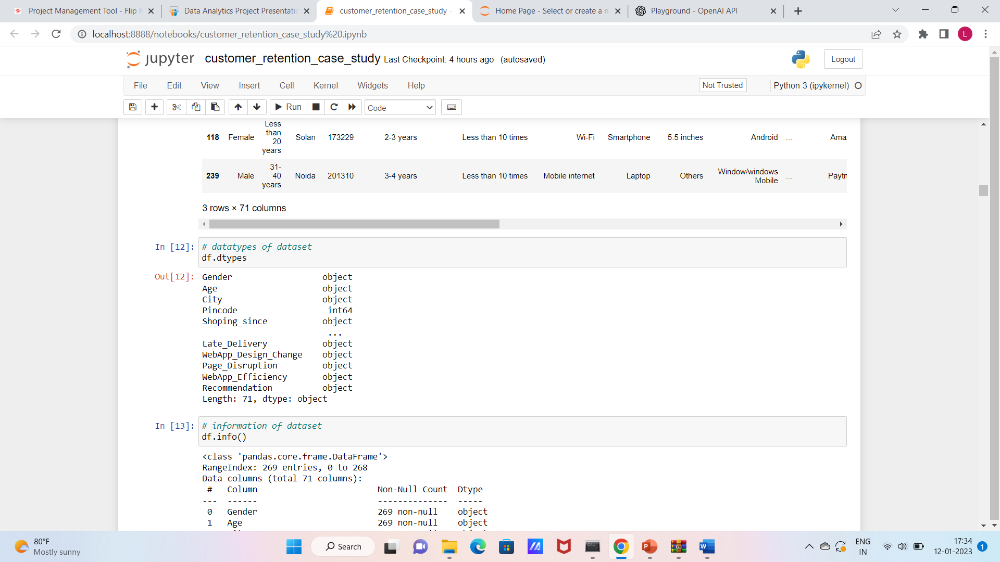 Project Management Tool - Flip R
Data Analytics Project Presentatio
customer_retention_case_study -
Home Page - Select or create a n
Playground - OpenAI API
localhost:8888/notebooks/customer_retention_case_study%20.ipynb
L
jupyter customer_retention_case_study Last Checkpoint: 4 hours ago (autosaved)
Logout
File Edit View Insert Cell Kernel Widgets Help
Not Trusted Python 3 (ipykernel)
Run Code
118 Female Less than 20 years Solan 173229 2-3 years Less than 10 times Wi-Fi Smartphone 5.5 inches Android ... Ama
239 Male 31-40 years Noida 201310 3-4 years Less than 10 times Mobile internet Laptop Others Window/windows Mobile ... Paytm
3 rows × 71 columns
In [12]: # datatypes of dataset
df.dtypes
Out[12]: Gender object
Age object
City object
Pincode int64
Shoping_since object
...
Late_Delivery object
WebApp_Design_Change object
Page_Disruption object
WebApp_Efficiency object
Recommendation object
Length: 71, dtype: object
In [13]: # information of dataset
df.info()
<class 'pandas.core.frame.DataFrame'>
RangeIndex: 269 entries, 0 to 268
Data columns (total 71 columns):
# Column Non-Null Count Dtype
--- ------ -------------- -----
0 Gender 269 non-null object
1 Age 269 non-null object
80°F
Mostly sunny
Search
ENG
IN
17:34
12-01-2023
1